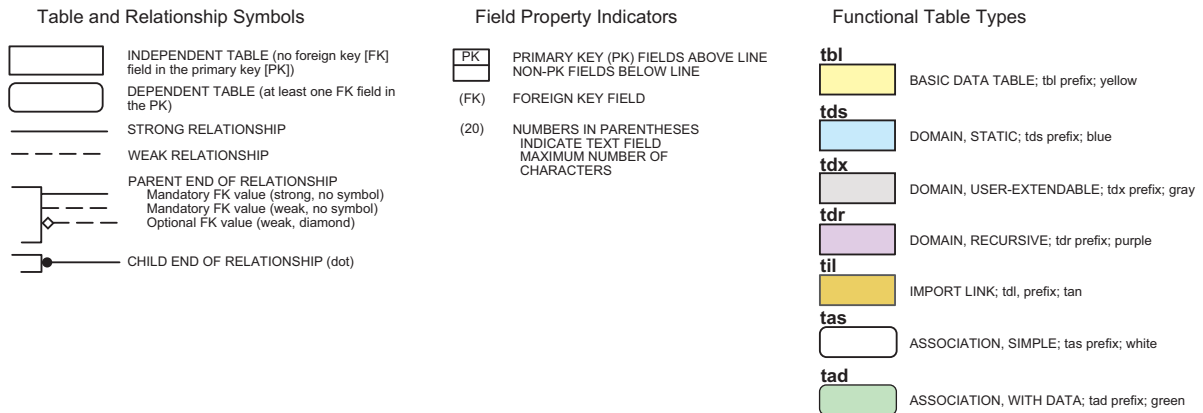 Table and Relationship Symbols
INDEPENDENT TABLE (no foreign key [FK]
field in the primary key [PK])
DEPENDENT TABLE (at least one FK field in
the PK)
STRONG RELATIONSHIP
WEAK RELATIONSHIP
PARENT END OF RELATIONSHIP
Mandatory FK value (strong, no symbol)
Mandatory FK value (weak, no symbol)
Optional FK value (weak, diamond)
CHILD END OF RELATIONSHIP (dot)
Field Property Indicators
PK
PRIMARY KEY (PK) FIELDS ABOVE LINE
NON-PK FIELDS BELOW LINE
(FK) FOREIGN KEY FIELD
(20) NUMBERS IN PARENTHESES
INDICATE TEXT FIELD
MAXIMUM NUMBER OF
CHARACTERS
Functional Table Types
tbl
BASIC DATA TABLE; tbl prefix; yellow
tds
DOMAIN, STATIC; tds prefix; blue
tdx
DOMAIN, USER-EXTENDABLE; tdx prefix; gray
tdr
DOMAIN, RECURSIVE; tdr prefix; purple
til
IMPORT LINK; tdl, prefix; tan
tas
ASSOCIATION, SIMPLE; tas prefix; white
tad
ASSOCIATION, WITH DATA; tad prefix; green